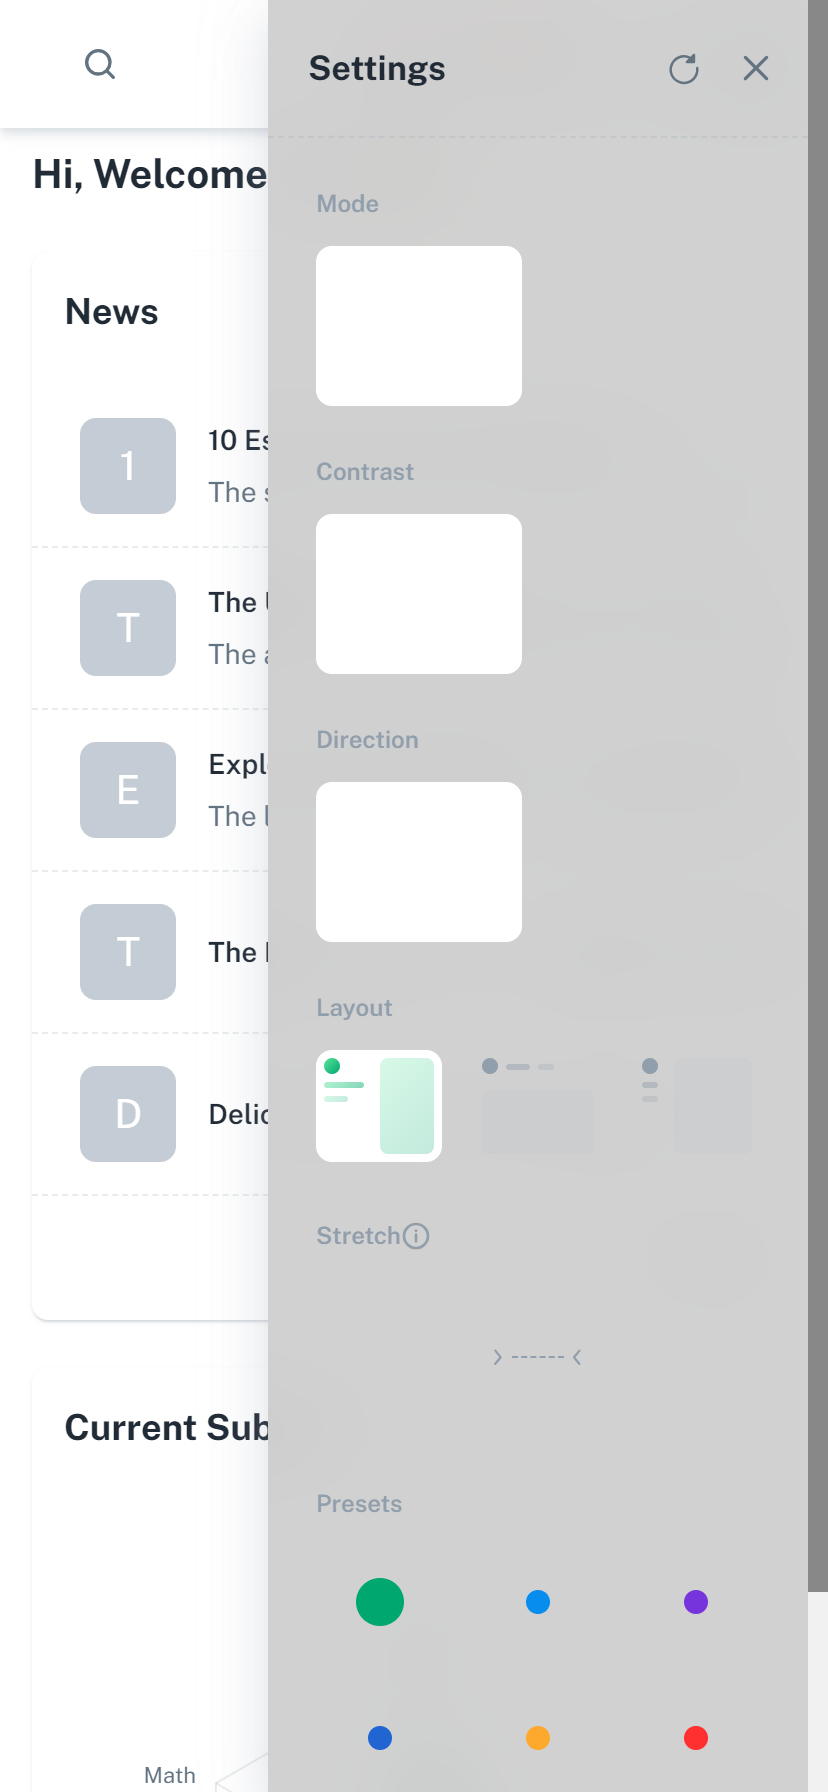 Settings
Hi, Welcome
Mode
News
10 Es
The s
Contrast
The
The a
Direction
Expl
The l
Layout
The
Delic
Stretch
Current Sub
Presets
1
T
E
T
D
Math